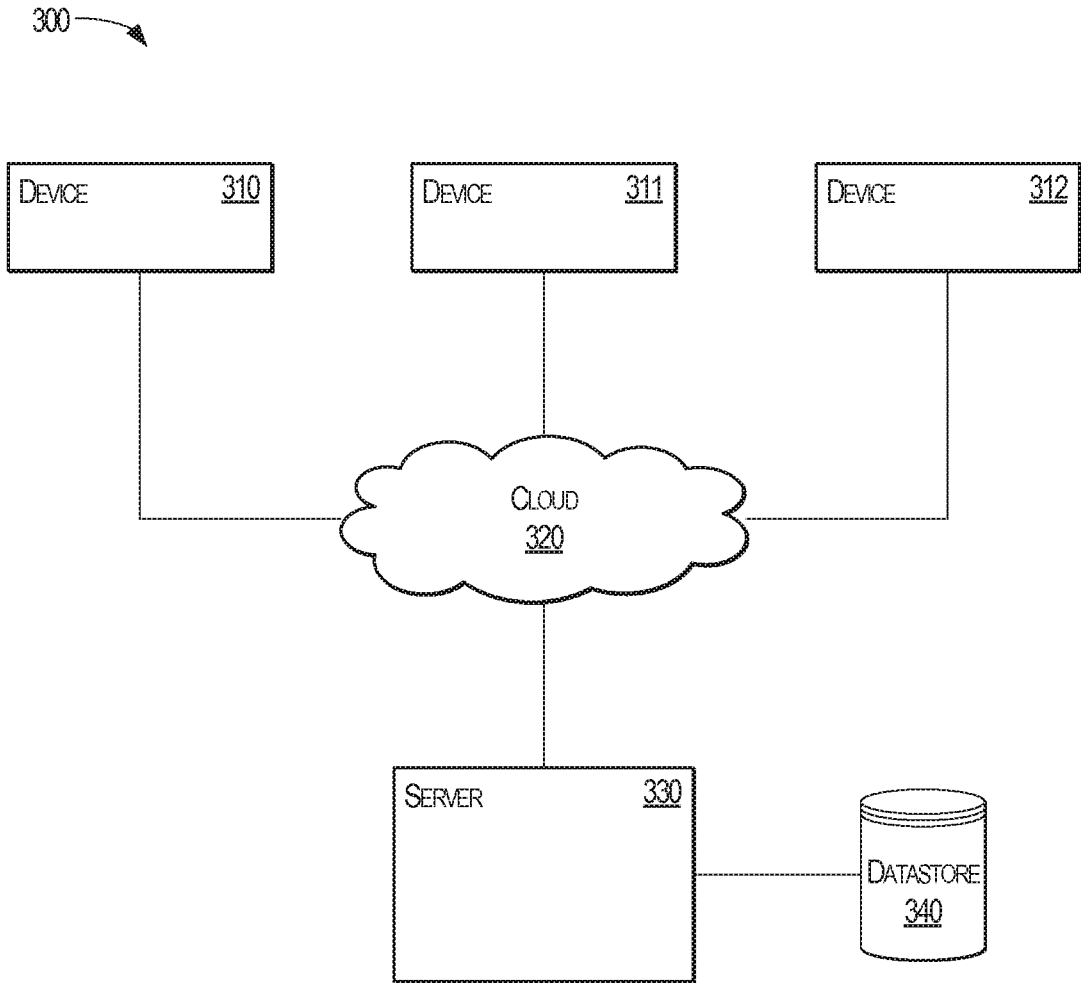 300
DEVICE 310
DEVICE 311
DEVICE 312
CLOUD
320
SERVER 330
DATASTORE
340